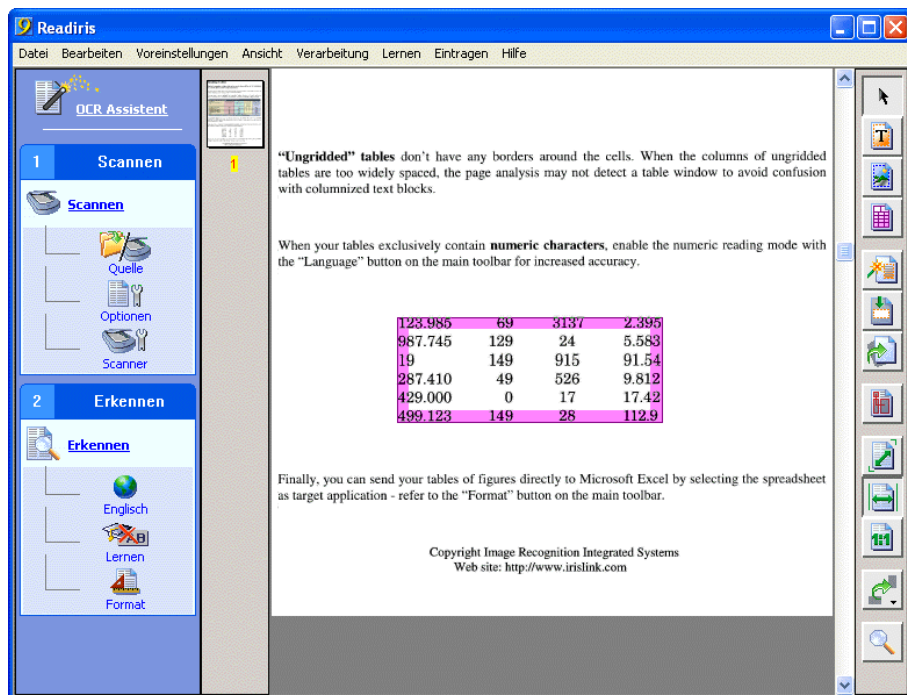 Readiris
Datei Bearbeiten Voreinstellungen Ansicht Verarbeitung Lernen Eintragen Hilfe
OCR Assistent
1 Scannen
Scannen
Quelle
Optionen
Scanner
2 Erkennen
Erkennen
Englisch
Lernen
Format
1
“Ungridded” tables don’t have any borders around the cells. When the columns of ungridded
tables are too widely spaced, the page analysis may not detect a table window to avoid confusion
with columnized text blocks.
When your tables exclusively contain numeric characters, enable the numeric reading mode with
the “Language” button on the main toolbar for increased accuracy.
123.985 69 3137 2.395
987.745 129 24 5.583
19 149 915 91.54
287.410 49 526 9.812
429.000 0 17 17.42
499.123 149 28 112.9
Finally, you can send your tables of figures directly to Microsoft Excel by selecting the spreadsheet
as target application - refer to the “Format” button on the main toolbar.
Copyright Image Recognition Integrated Systems
Web site: http://www.irislink.com
T
1:1